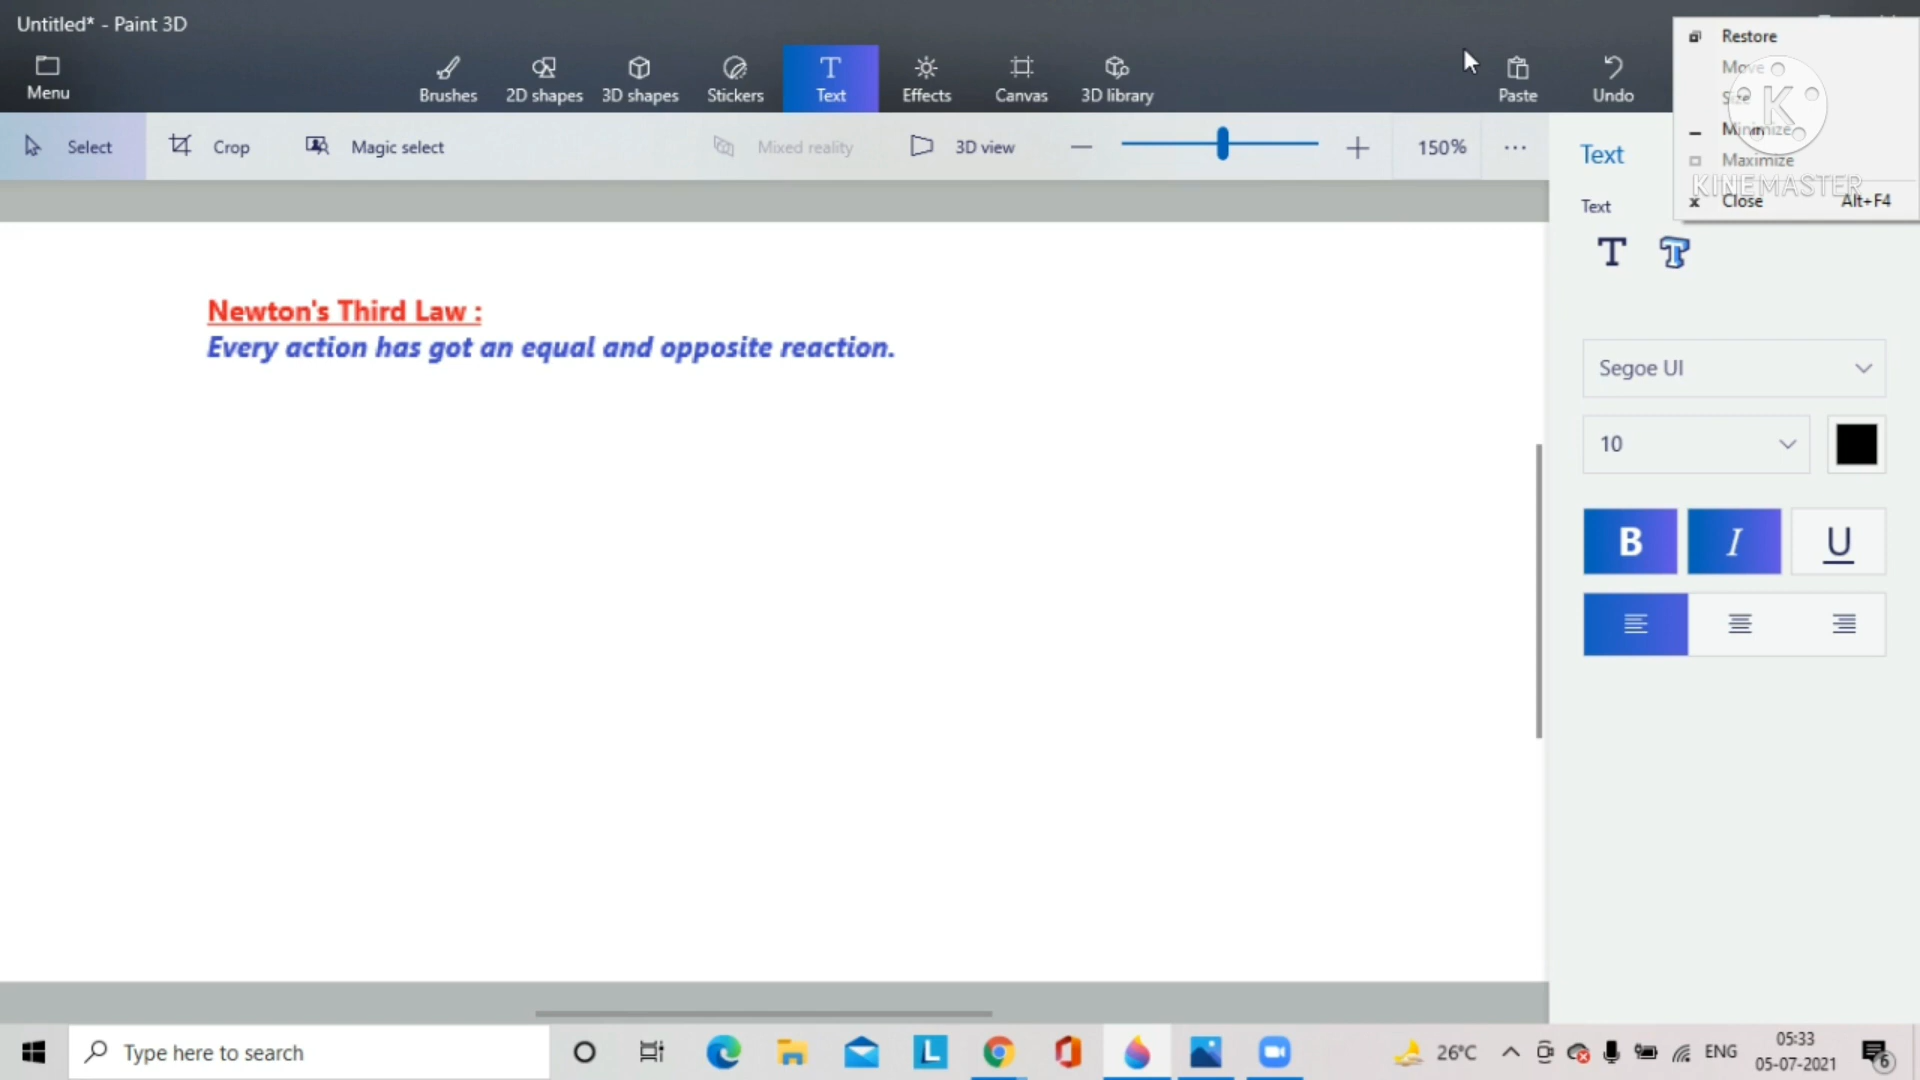 Untitled* - Paint 3D
Menu
Brushes
2D shapes
3D shapes
Stickers
Text
Effects
Canvas
3D library
Paste
Undo
Restore
Move
Size
Minimize
Maximize
Close Alt+F4
K
KINEMASTER
Select
Crop
Magic select
Mixed reality
3D view
150%
Text
Text
T
T
Newton's Third Law :
Every action has got an equal and opposite reaction.
Segoe UI
10
B
I
U
Type here to search
L
26°C
ENG
05:33
05-07-2021
6